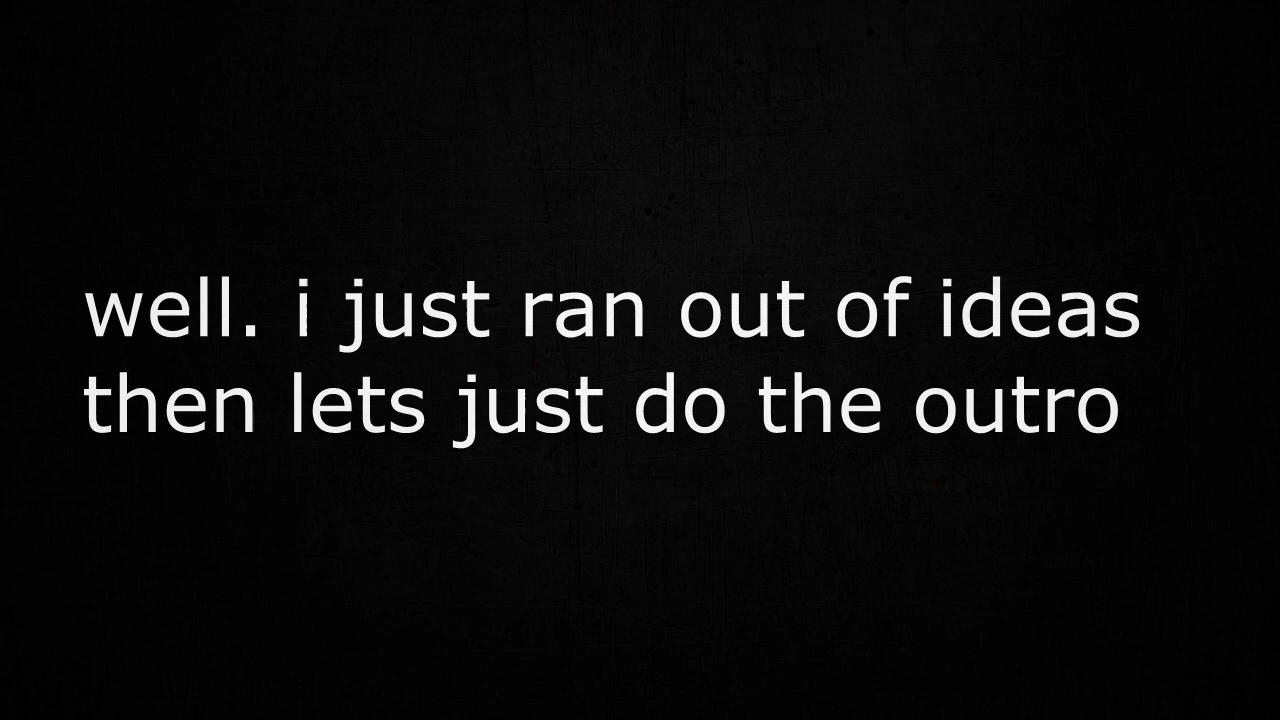 well. i just ran out of ideas
then lets just do the outro